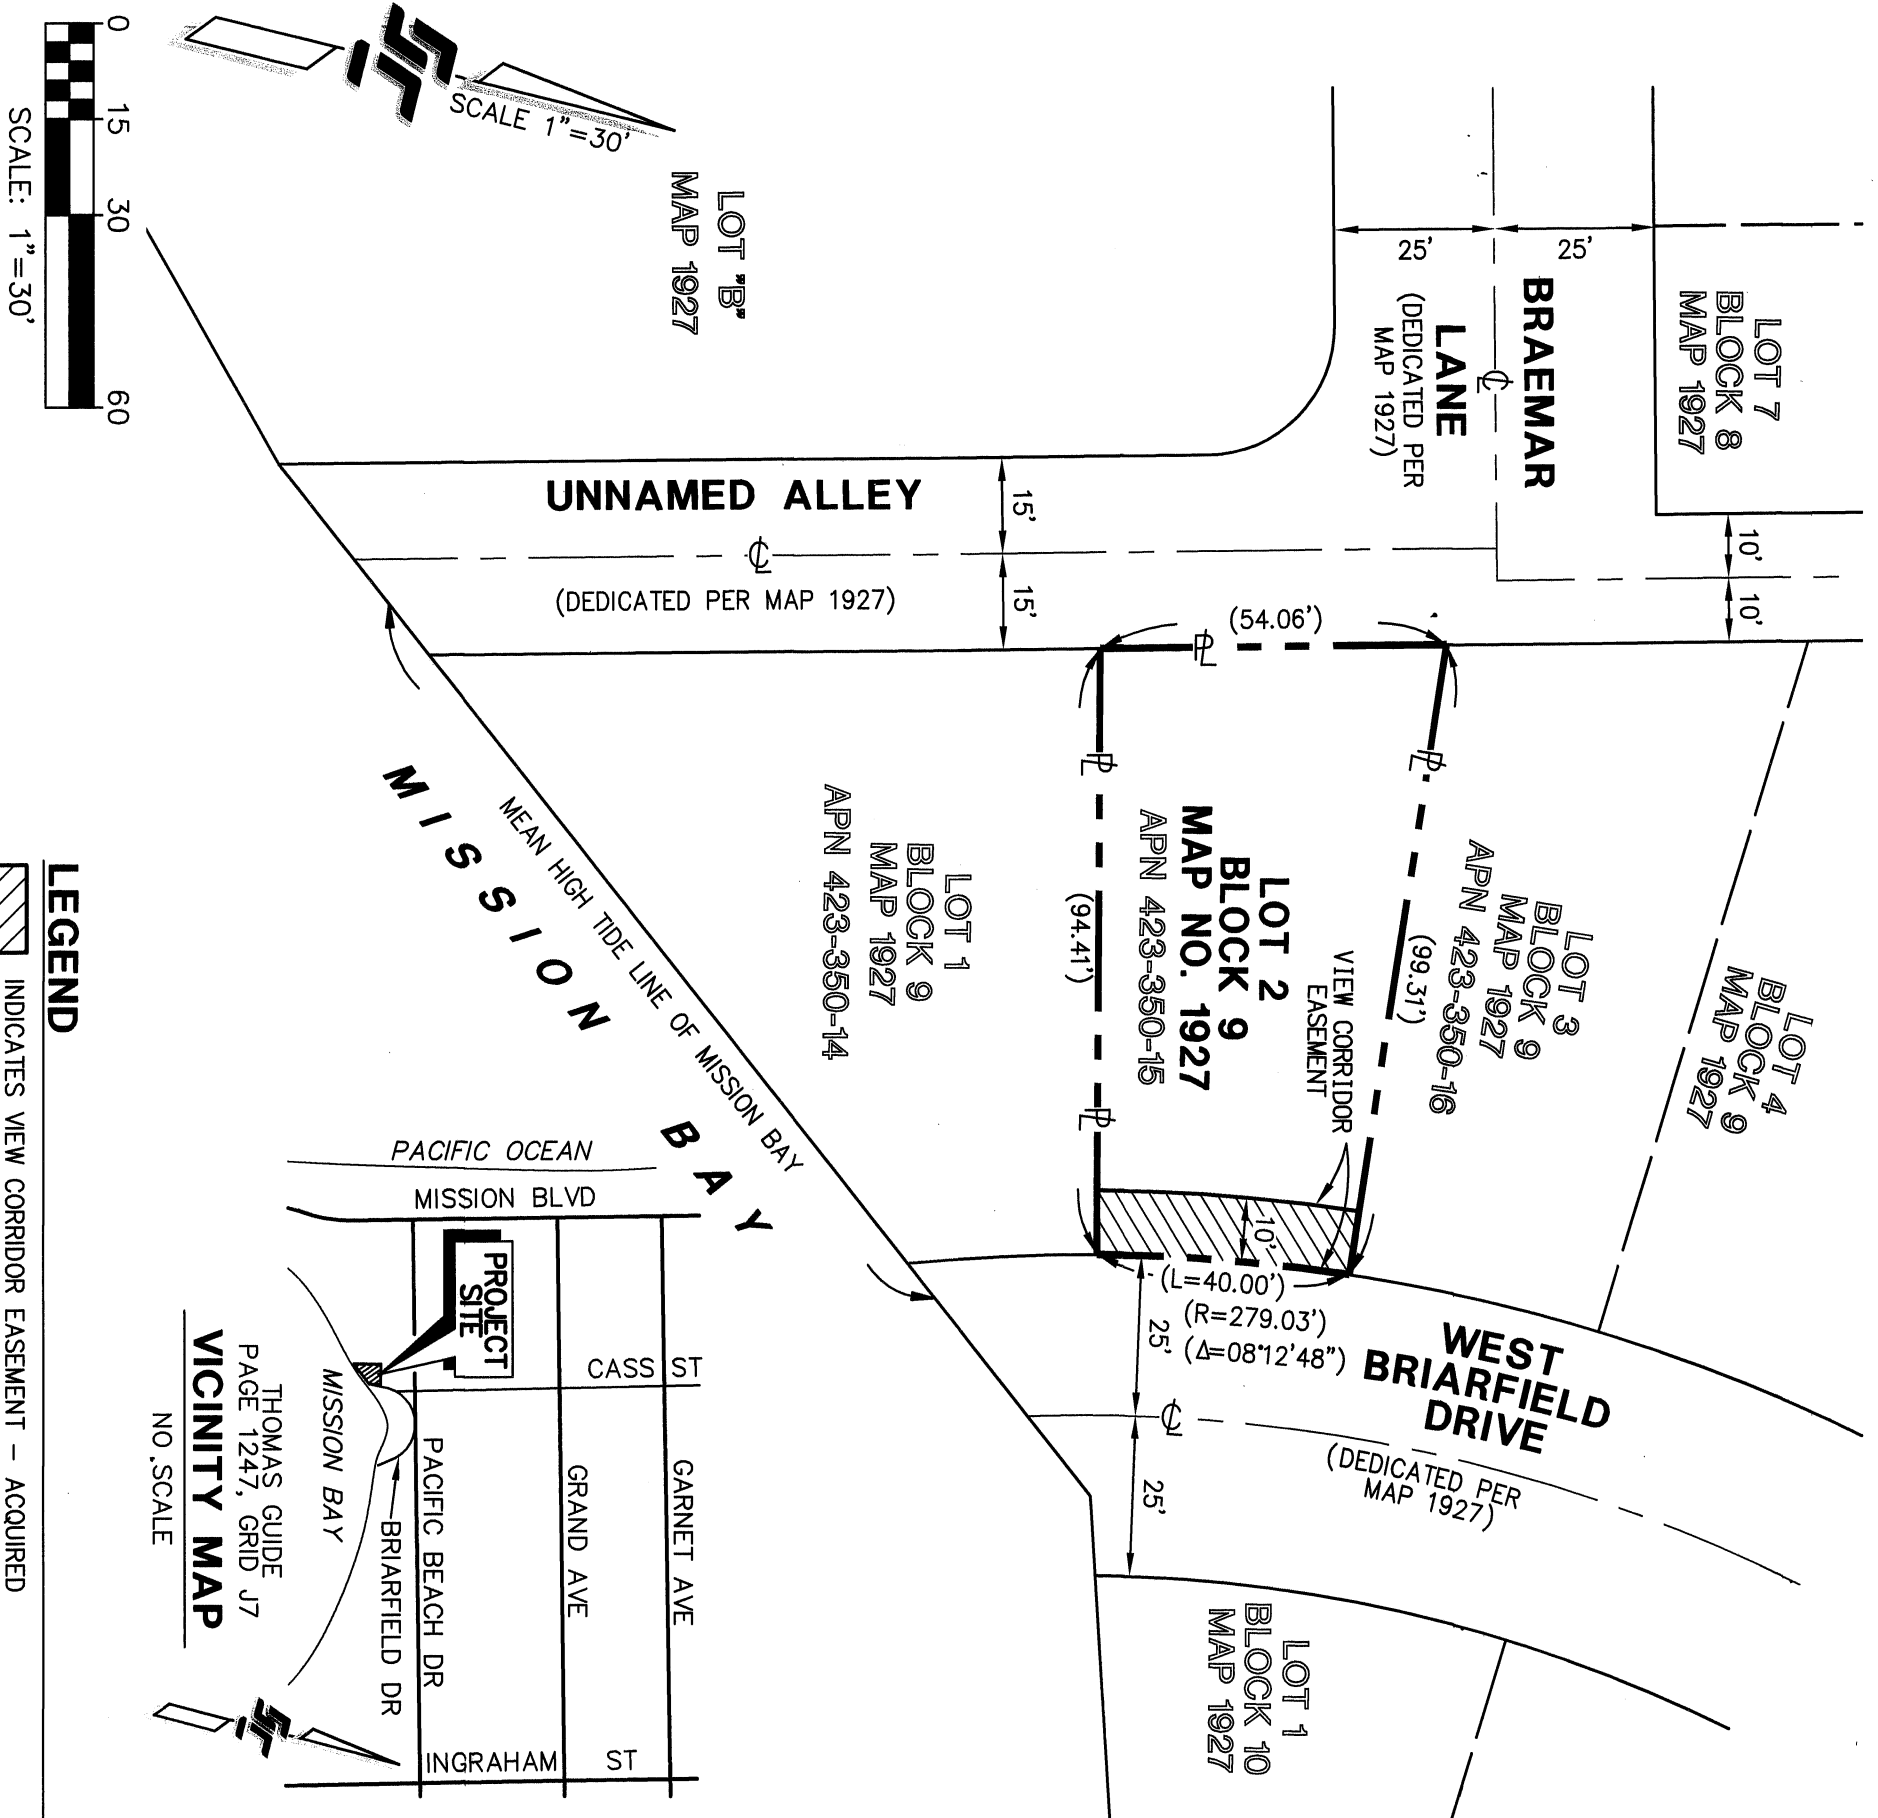 0 15 30 60
SCALE: 1"=30'
SCALE 1"=30'
LOT "B"
MAP 1927
25'
25'
BRAEMAR
LANE
(DEDICATED PER
MAP 1927)
LOT 7
BLOCK 8
MAP 1927
10'
10'
UNNAMED ALLEY
15'
15'
(DEDICATED PER MAP 1927)
(54.06')
LOT 4
BLOCK 9
MAP 1927
LOT 3
BLOCK 9
MAP 1927
APN 423-350-16
(99.31')
VIEW CORRIDOR
EASEMENT
LOT 2
BLOCK 9
MAP NO. 1927
APN 423-350-15
(94.41')
LOT 1
BLOCK 9
MAP 1927
APN 423-350-14
MEAN HIGH TIDE LINE OF MISSION BAY
MISSION BAY
10'
(L=40.00')
(R=279.03')
(Δ=08°12'48")
25'
25'
WEST
BRIARFIELD
DRIVE
(DEDICATED PER
MAP 1927)
LOT 1
BLOCK 10
MAP 1927
LEGEND
INDICATES VIEW CORRIDOR EASEMENT - ACQUIRED
PACIFIC OCEAN
MISSION BLVD
PROJECT
SITE
CASS ST
GARNET AVE
GRAND AVE
PACIFIC BEACH DR
BRIARFIELD DR
MISSION BAY
INGRAHAM ST
THOMAS GUIDE
PAGE 1247, GRID J7
VICINITY MAP
NO SCALE